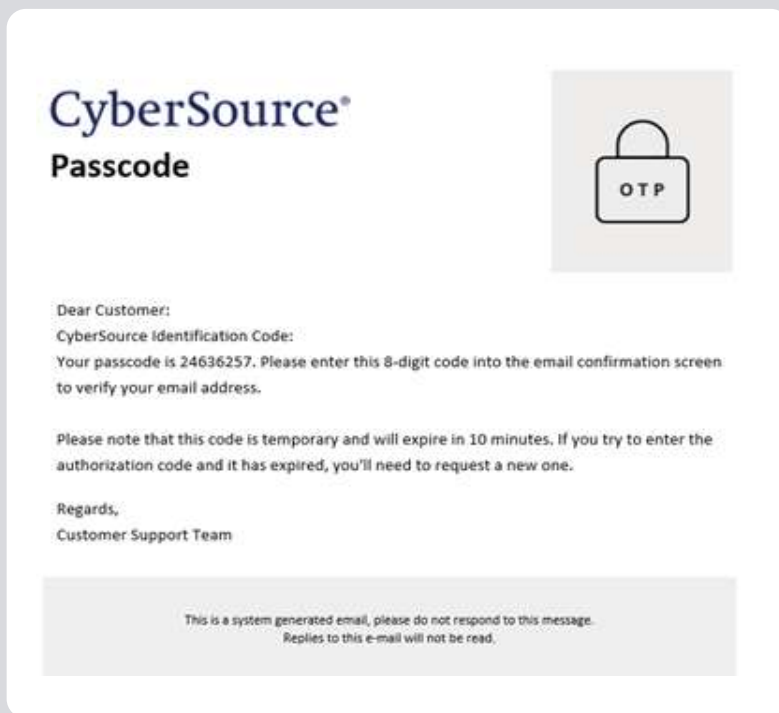 CyberSource®
Passcode
OTP
Dear Customer:
CyberSource Identification Code:
Your passcode is 24636257. Please enter this 8-digit code into the email confirmation screen
to verify your email address.
Please note that this code is temporary and will expire in 10 minutes. If you try to enter the
authorization code and it has expired, you'll need to request a new one.
Regards,
Customer Support Team
This is a system generated email, please do not respond to this message.
Replies to this e-mail will not be read.